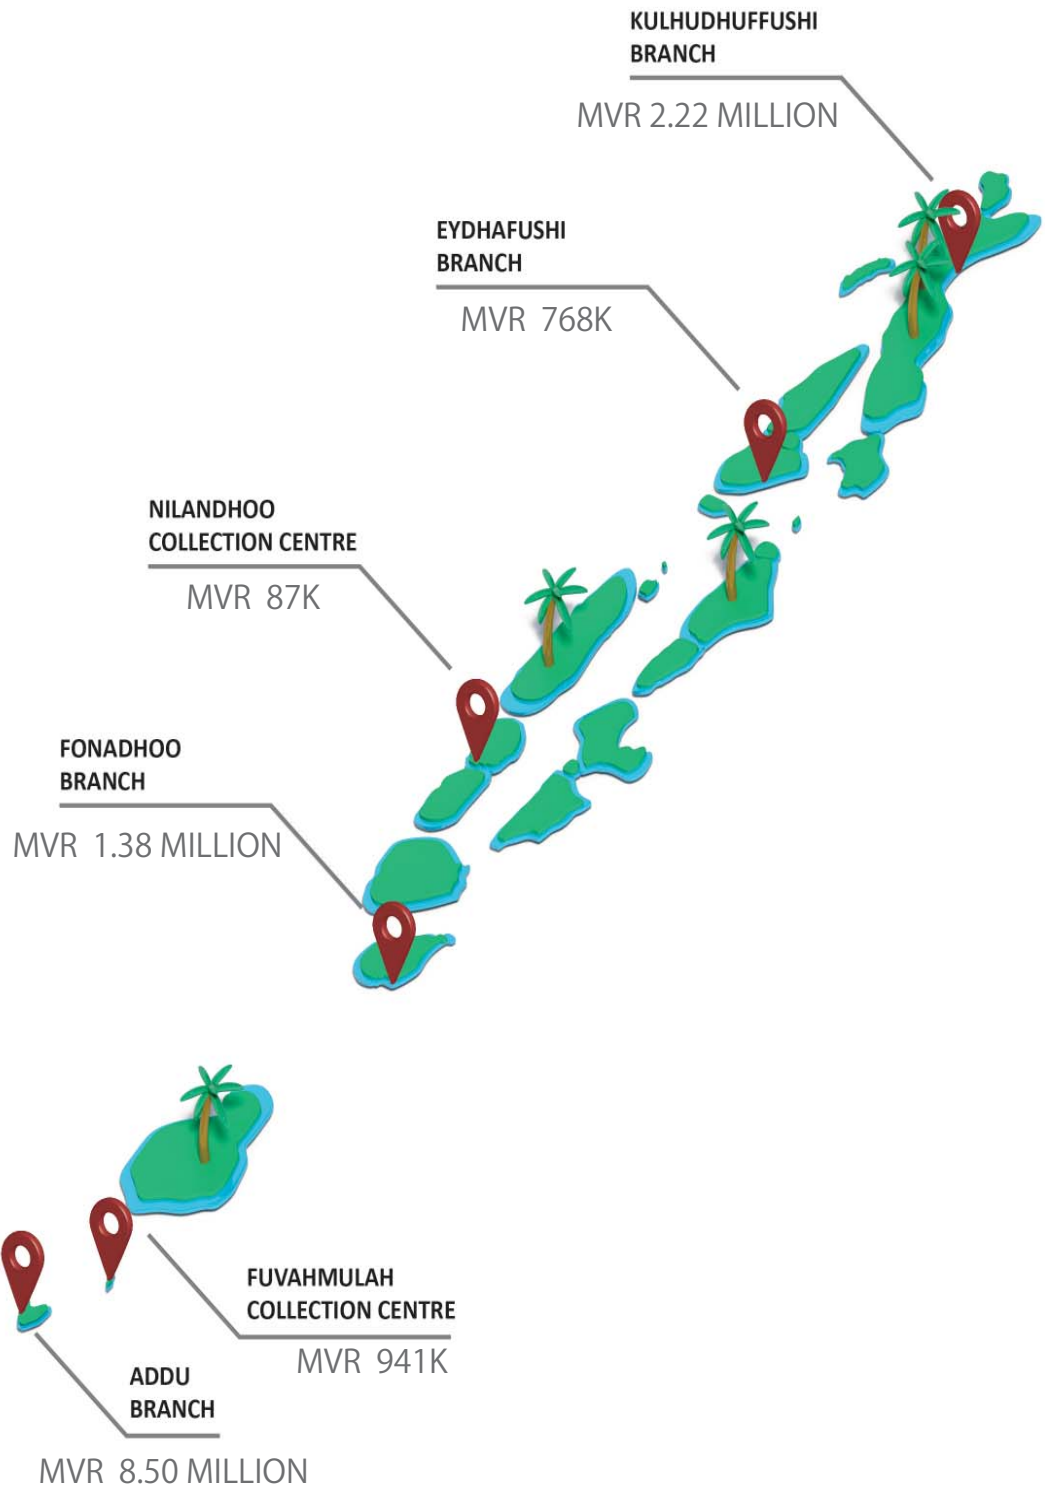 KULHUDHUFFUSHI
BRANCH
MVR 2.22 MILLION
EYDHAFUSHI
BRANCH
MVR 768K
NILANDHOO
COLLECTION CENTRE
MVR 87K
FONADHOO
BRANCH
MVR 1.38 MILLION
FUVAHMULAH
COLLECTION CENTRE
MVR 941K
ADDU
BRANCH
MVR 8.50 MILLION